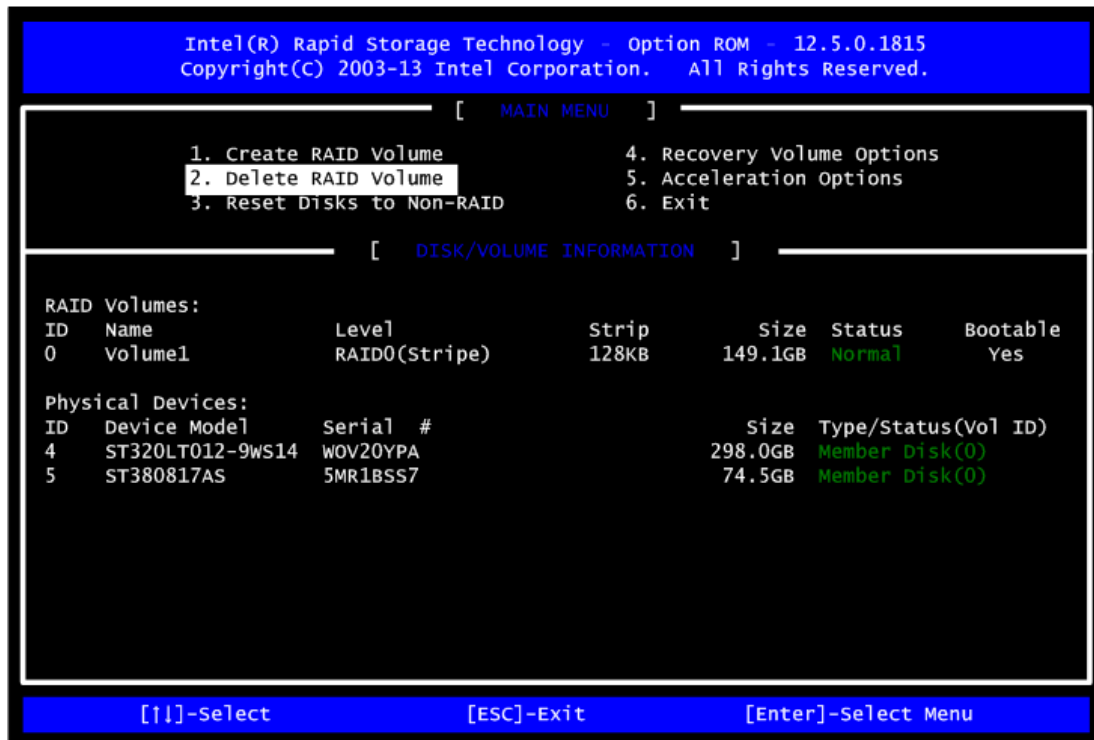 Intel(R) Rapid Storage Technology - Option ROM - 12.5.0.1815
Copyright(C) 2003-13 Intel Corporation.   All Rights Reserved.
[ MAIN MENU ]
1. Create RAID Volume   4. Recovery Volume Options
2. Delete RAID Volume   5. Acceleration Options
3. Reset Disks to Non-RAID   6. Exit
[ DISK/VOLUME INFORMATION ]
RAID Volumes:
ID   Name   Level   Strip   Size   Status   Bootable
0   Volume1   RAID0(Stripe)   128KB   149.1GB   Normal   Yes
Physical Devices:
ID   Device Model   Serial #   Size   Type/Status(Vol ID)
4   ST320LT012-9WS14   WOV20YPA   298.0GB   Member Disk(0)
5   ST380817AS   5MR1BSS7   74.5GB   Member Disk(0)
[↑↓]-Select   [ESC]-Exit   [Enter]-Select Menu